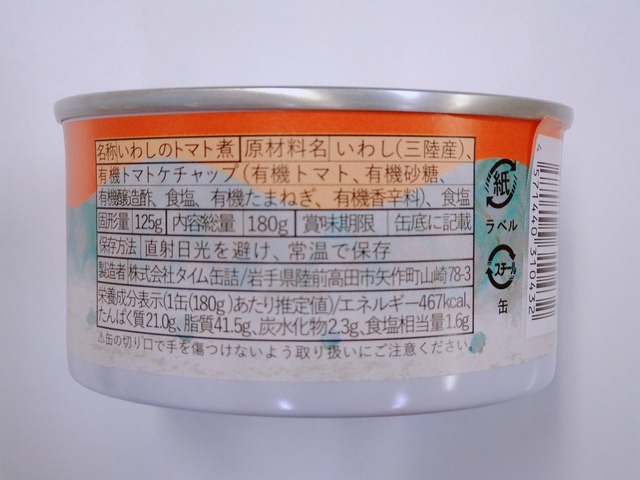 名称 いわしのトマト煮 原材料名 いわし(三陸産)、
有機トマトケチャップ(有機トマト、有機砂糖、
有機醸造酢、食塩、有機たまねぎ、有機香辛料)、食塩
固形量 125g 内容総量 180g 賞味期限 缶底に記載
保存方法 直射日光を避け、常温で保存
製造者 株式会社タイム缶詰/岩手県陸前高田市矢作町山崎78-3
栄養成分表示(1缶(180g)あたり推定値)/エネルギー467kcal、
たんぱく質21.0g、脂質41.5g、炭水化物2.3g、食塩相当量1.6g
⚠缶の切り口で手を傷つけないよう取り扱いにご注意ください。
紙
ラベル
スチール
缶
4 571440 310432